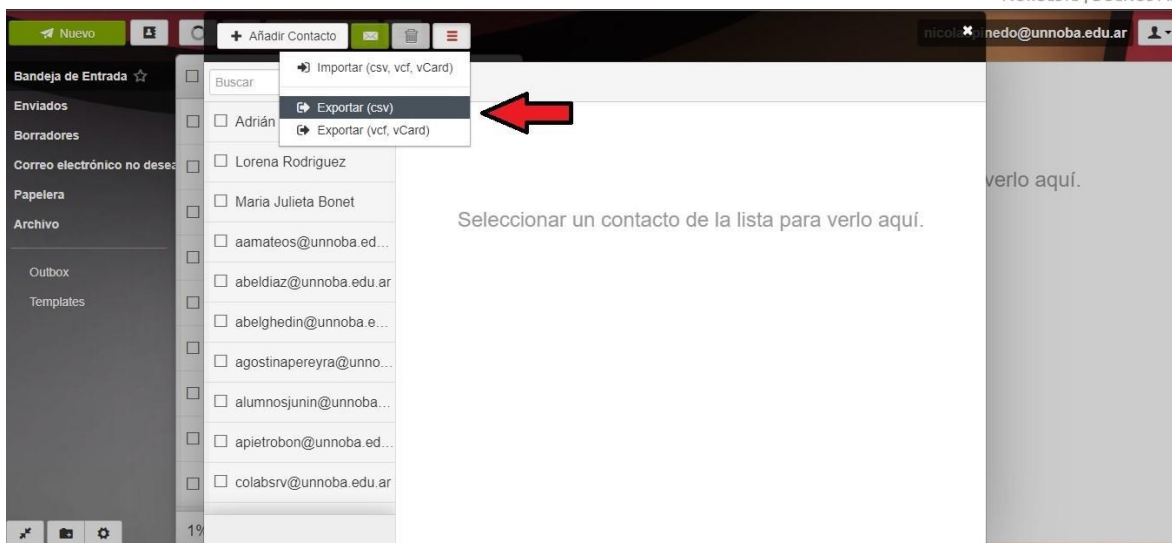 Nuevo
Añadir Contacto
nicola
inedo@unnoba.edu.ar
Bandeja de Entrada
Enviados
Borradores
Correo electrónico no dese
Papelera
Archivo
Outbox
Templates
Buscar
Importar (csv, vcf, vCard)
Exportar (csv)
Exportar (vcf, vCard)
Adrián
Lorena Rodriguez
Maria Julieta Bonet
aamateos@unnoba.ed...
abeldiaz@unnoba.edu.ar
abelghedin@unnoba.e...
agostinapereyra@unno...
alumnosjunin@unnoba...
apietrobon@unnoba.ed...
colabsrv@unnoba.edu.ar
Seleccionar un contacto de la lista para verlo aquí.
verlo aquí.
1%